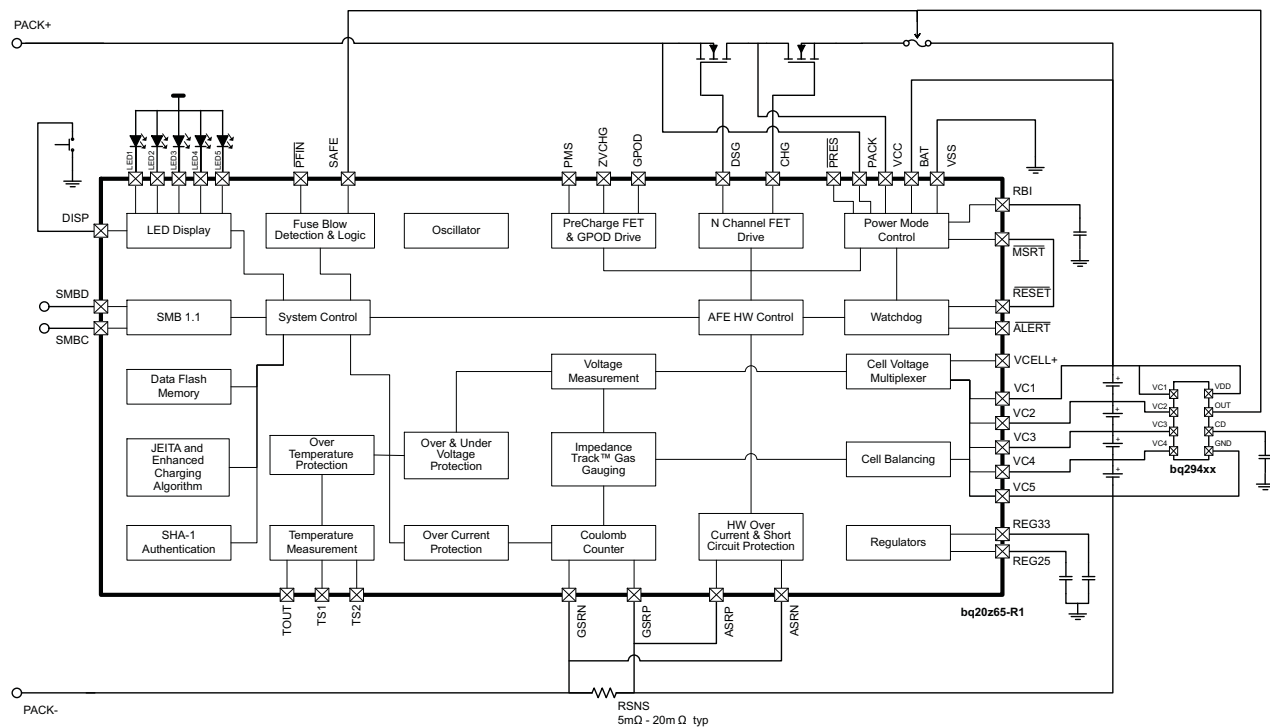 PACK+
LED1
LED2
LED3
LED4
LED5
PFIN
SAFE
PMS
ZVCHG
GPOD
DSG
CHG
PRES
PACK
VCC
BAT
VSS
DISP
LED Display
Fuse Blow
Detection & Logic
Oscillator
PreCharge FET
& GPOD Drive
N Channel FET
Drive
Power Mode
Control
RBI
MSRT
SMBD
SMBC
SMB 1.1
System Control
AFE HW Control
Watchdog
RESET
ALERT
Data Flash
Memory
Voltage
Measurement
Cell Voltage
Multiplexer
VCELL+
VC1
VC2
VC3
VC4
VC5
VC1
VC2
VC3
VC4
VDD
OUT
CD
GND
bq294xx
JEITA and
Enhanced
Charging
Algorithm
Over
Temperature
Protection
Over & Under
Voltage
Protection
Impedance
Track™ Gas
Gauging
Cell Balancing
SHA-1
Authentication
Temperature
Measurement
Over Current
Protection
Coulomb
Counter
HW Over
Current & Short
Circuit Protection
Regulators
REG33
REG25
TOUT
TS1
TS2
GSRN
GSRP
ASRP
ASRN
bq20z65-R1
PACK-
RSNS
5mΩ - 20m Ω typ
+
+
+
+